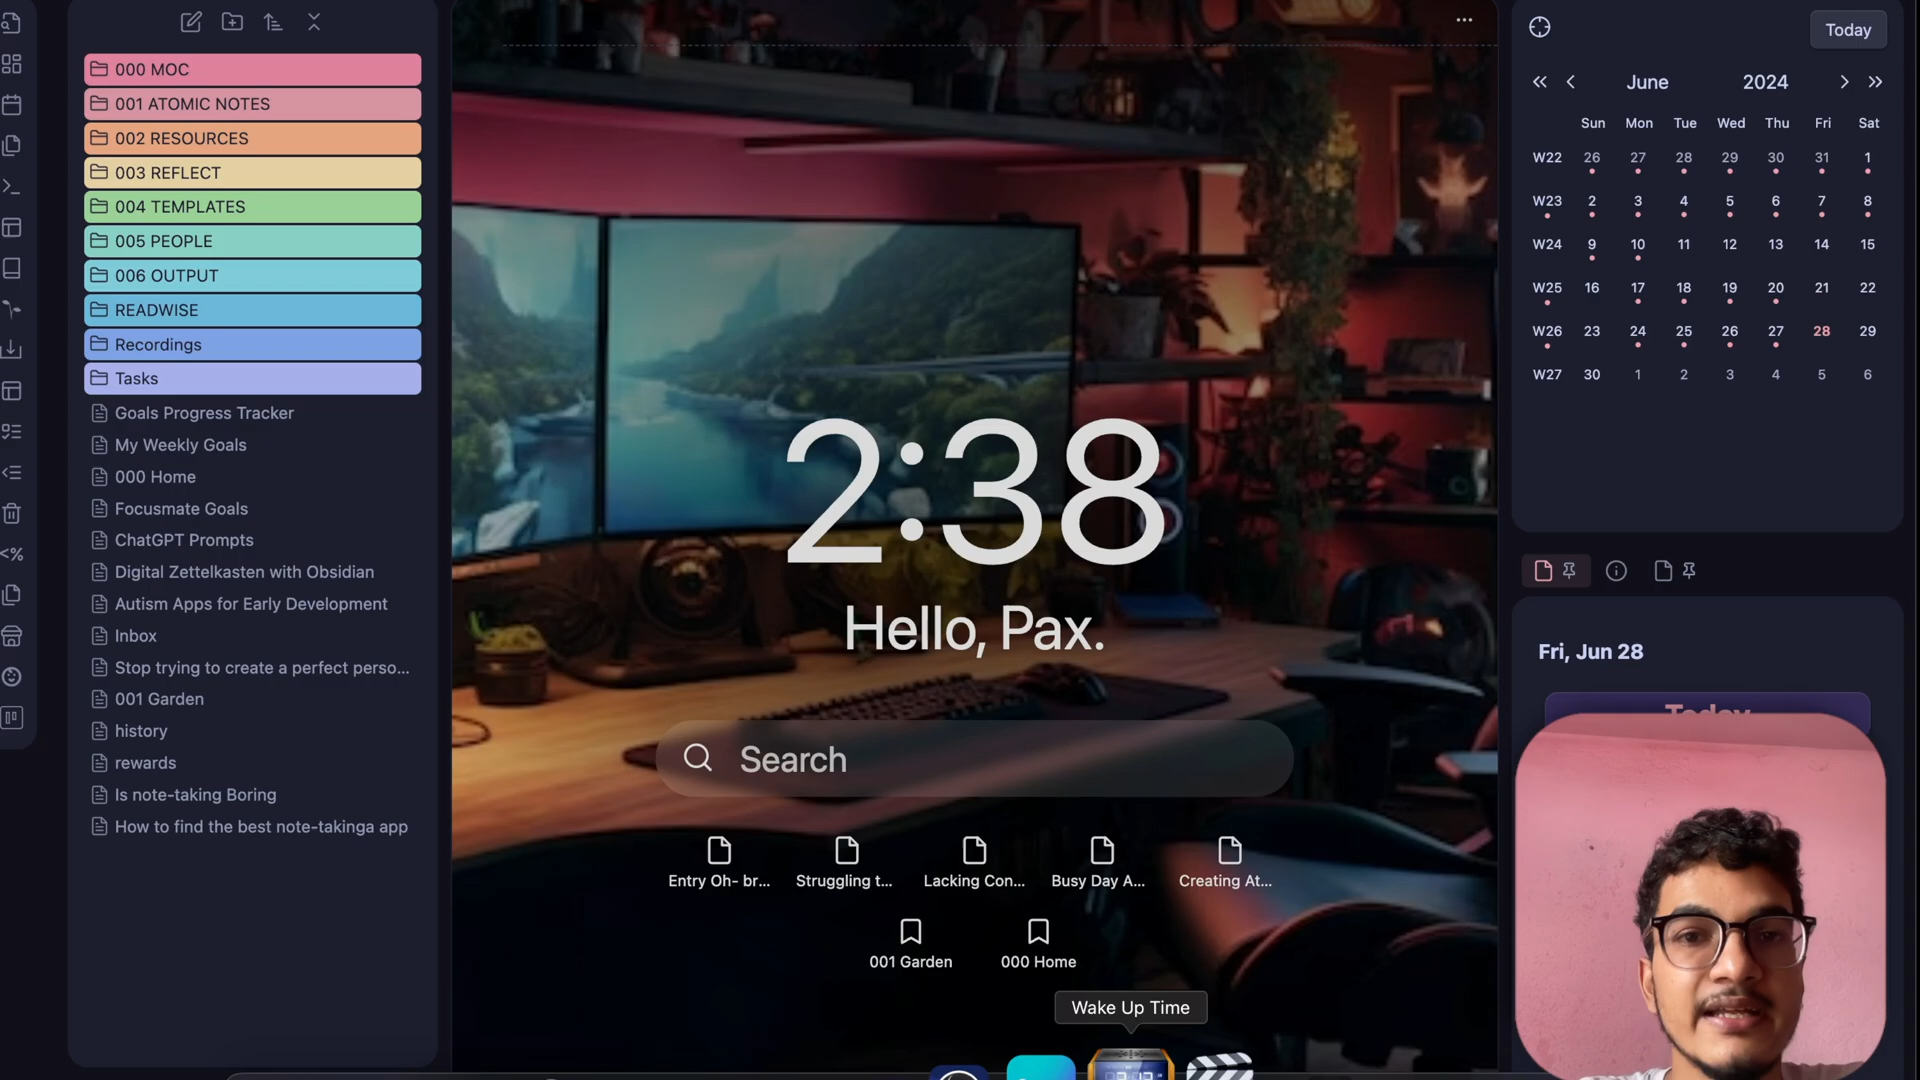 000 MOC
001 ATOMIC NOTES
002 RESOURCES
003 REFLECT
004 TEMPLATES
005 PEOPLE
006 OUTPUT
READWISE
Recordings
Tasks
Goals Progress Tracker
My Weekly Goals
000 Home
Focusmate Goals
ChatGPT Prompts
Digital Zettelkasten with Obsidian
Autism Apps for Early Development
Inbox
Stop trying to create a perfect perso...
001 Garden
history
rewards
Is note-taking Boring
How to find the best note-takinga app
2:38
Hello, Pax.
Search
Entry Oh- br... Struggling t... Lacking Con... Busy Day A... Creating At...
001 Garden 000 Home
Wake Up Time
Today
June 2024
Sun Mon Tue Wed Thu Fri Sat
W22 26 27 28 29 30 31 1
W23 2 3 4 5 6 7 8
W24 9 10 11 12 13 14 15
W25 16 17 18 19 20 21 22
W26 23 24 25 26 27 28 29
W27 30 1 2 3 4 5 6
Fri, Jun 28
Today